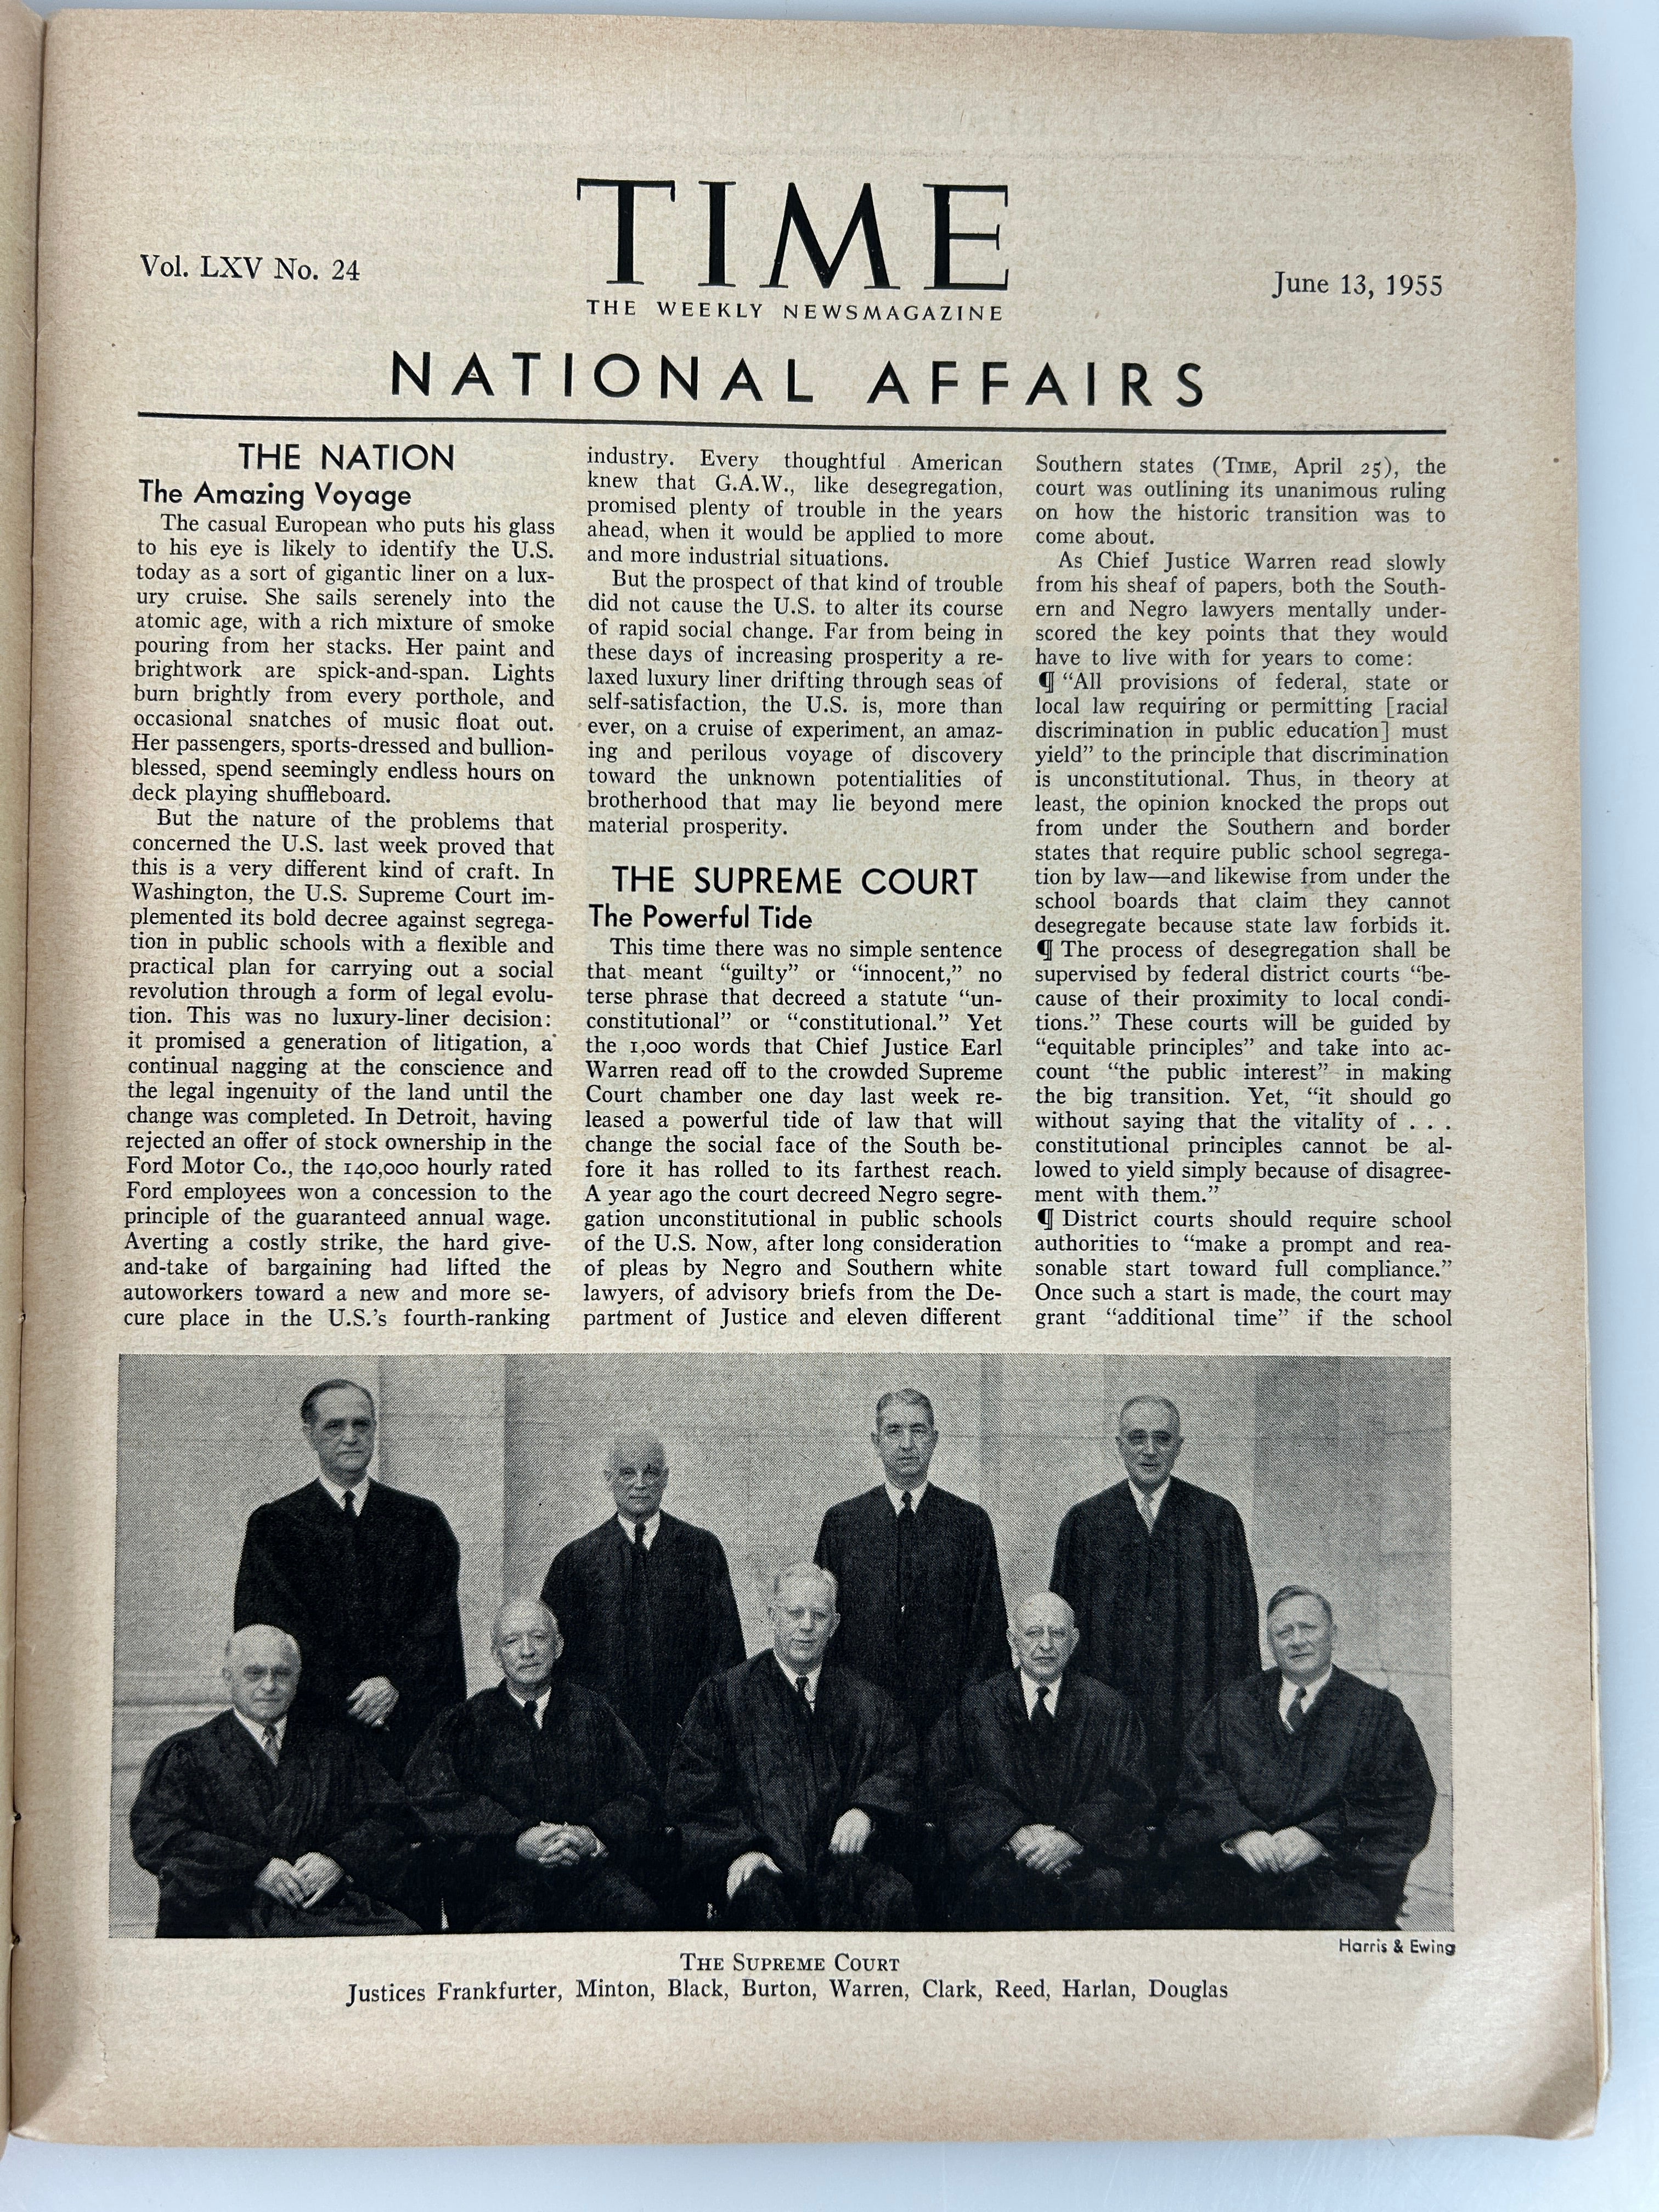 Vol. LXV No. 24
TIME
THE WEEKLY NEWSMAGAZINE
June 13, 1955
NATIONAL AFFAIRS
THE NATION
The Amazing Voyage
The casual European who puts his glass
to his eye is likely to identify the U.S.
today as a sort of gigantic liner on a lux-
ury cruise. She sails serenely into the
atomic age, with a rich mixture of smoke
pouring from her stacks. Her paint and
brightwork are spick-and-span. Lights
burn brightly from every porthole, and
occasional snatches of music float out.
Her passengers, sports-dressed and bullion-
blessed, spend seemingly endless hours on
deck playing shuffleboard.
But the nature of the problems that
concerned the U.S. last week proved that
this is a very different kind of craft. In
Washington, the U.S. Supreme Court im-
plemented its bold decree against segrega-
tion in public schools with a flexible and
practical plan for carrying out a social
revolution through a form of legal evolu-
tion. This was no luxury-liner decision:
it promised a generation of litigation, a
continual nagging at the conscience and
the legal ingenuity of the land until the
change was completed. In Detroit, having
rejected an offer of stock ownership in the
Ford Motor Co., the 140,000 hourly rated
Ford employees won a concession to the
principle of the guaranteed annual wage.
Averting a costly strike, the hard give-
and-take of bargaining had lifted the
autoworkers toward a new and more se-
cure place in the U.S.'s fourth-ranking
industry. Every thoughtful American
knew that G.A.W., like desegregation,
promised plenty of trouble in the years
ahead, when it would be applied to more
and more industrial situations.
But the prospect of that kind of trouble
did not cause the U.S. to alter its course
of rapid social change. Far from being in
these days of increasing prosperity a re-
laxed luxury liner drifting through seas of
self-satisfaction, the U.S. is, more than
ever, on a cruise of experiment, an amaz-
ing and perilous voyage of discovery
toward the unknown potentialities of
brotherhood that may lie beyond mere
material prosperity.
THE SUPREME COURT
The Powerful Tide
This time there was no simple sentence
that meant “guilty” or “innocent,” no
terse phrase that decreed a statute “un-
constitutional” or “constitutional.” Yet
the 1,000 words that Chief Justice Earl
Warren read off to the crowded Supreme
Court chamber one day last week re-
leased a powerful tide of law that will
change the social face of the South be-
fore it has rolled to its farthest reach.
A year ago the court decreed Negro segre-
gation unconstitutional in public schools
of the U.S. Now, after long consideration
of pleas by Negro and Southern white
lawyers, of advisory briefs from the De-
partment of Justice and eleven different
Southern states (TIME, April 25), the
court was outlining its unanimous ruling
on how the historic transition was to
come about.
As Chief Justice Warren read slowly
from his sheaf of papers, both the South-
ern and Negro lawyers mentally under-
scored the key points that they would
have to live with for years to come:
¶ “All provisions of federal, state or
local law requiring or permitting [racial
discrimination in public education] must
yield” to the principle that discrimination
is unconstitutional. Thus, in theory at
least, the opinion knocked the props out
from under the Southern and border
states that require public school segrega-
tion by law—and likewise from under the
school boards that claim they cannot
desegregate because state law forbids it.
¶ The process of desegregation shall be
supervised by federal district courts “be-
cause of their proximity to local condi-
tions.” These courts will be guided by
“equitable principles” and take into ac-
count “the public interest” in making
the big transition. Yet, “it should go
without saying that the vitality of . . .
constitutional principles cannot be al-
lowed to yield simply because of disagree-
ment with them.”
¶ District courts should require school
authorities to “make a prompt and rea-
sonable start toward full compliance.”
Once such a start is made, the court may
grant “additional time” if the school
Harris & Ewing
THE SUPREME COURT
Justices Frankfurter, Minton, Black, Burton, Warren, Clark, Reed, Harlan, Douglas